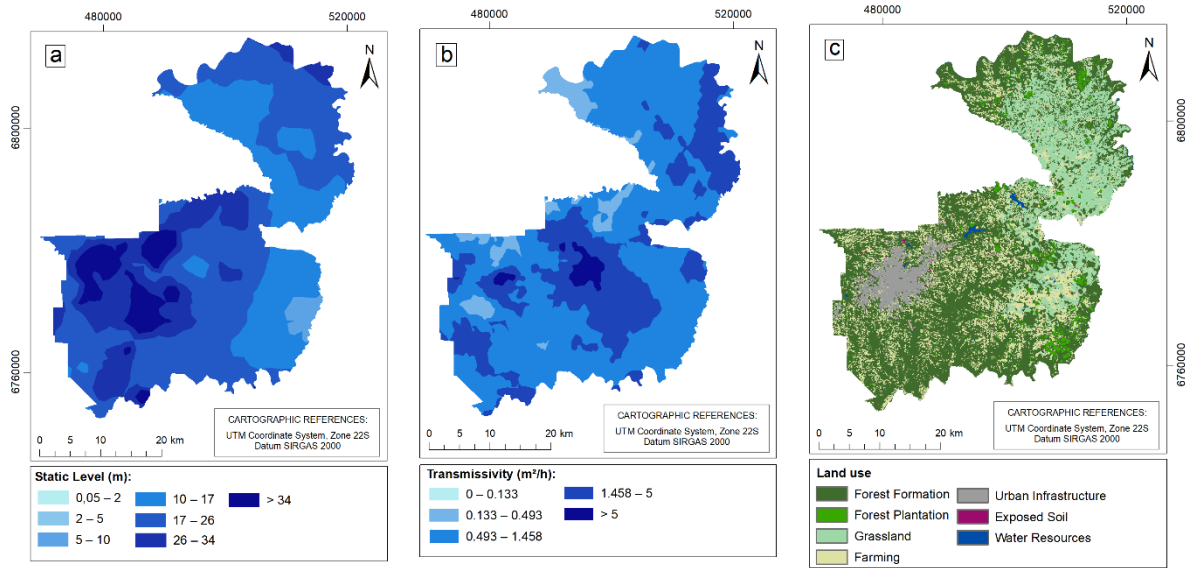 480000
520000
480000
520000
480000
520000
a
N
b
N
c
N
6800000
6760000
6800000
6760000
CARTOGRAPHIC REFERENCES:
UTM Coordinate System, Zone 22S
Datum SIRGAS 2000
0 5 10 20 km
CARTOGRAPHIC REFERENCES:
UTM Coordinate System, Zone 22S
Datum SIRGAS 2000
0 5 10 20 km
CARTOGRAPHIC REFERENCES:
UTM Coordinate System, Zone 22S
Datum SIRGAS 2000
0 5 10 20 km
Static Level (m):
0,05 – 2
2 – 5
5 – 10
10 – 17
17 – 26
26 – 34
> 34
Transmissivity (m²/h):
0 – 0.133
0.133 – 0.493
0.493 – 1.458
1.458 – 5
> 5
Land use
Forest Formation
Forest Plantation
Grassland
Farming
Urban Infrastructure
Exposed Soil
Water Resources